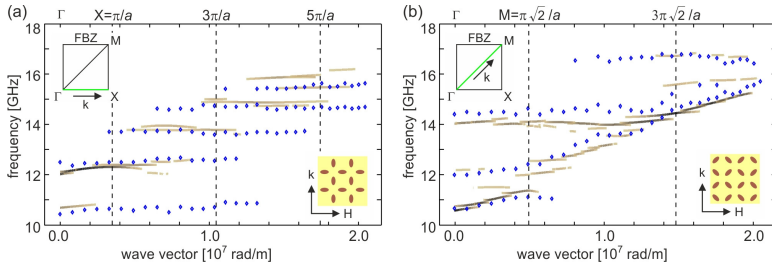 (a) Γ X=π/a 3π/a 5π/a
18
16
14
12
10
frequency [GHz]
FBZ
M
Γ
k
X
k
H
0.0 1.0 2.0
wave vector [10⁷ rad/m]
(b) Γ M=π√2/a 3π√2/a
18
16
14
12
10
frequency [GHz]
FBZ
M
k
Γ
X
k
H
0.0 1.0 2.0
wave vector [10⁷ rad/m]